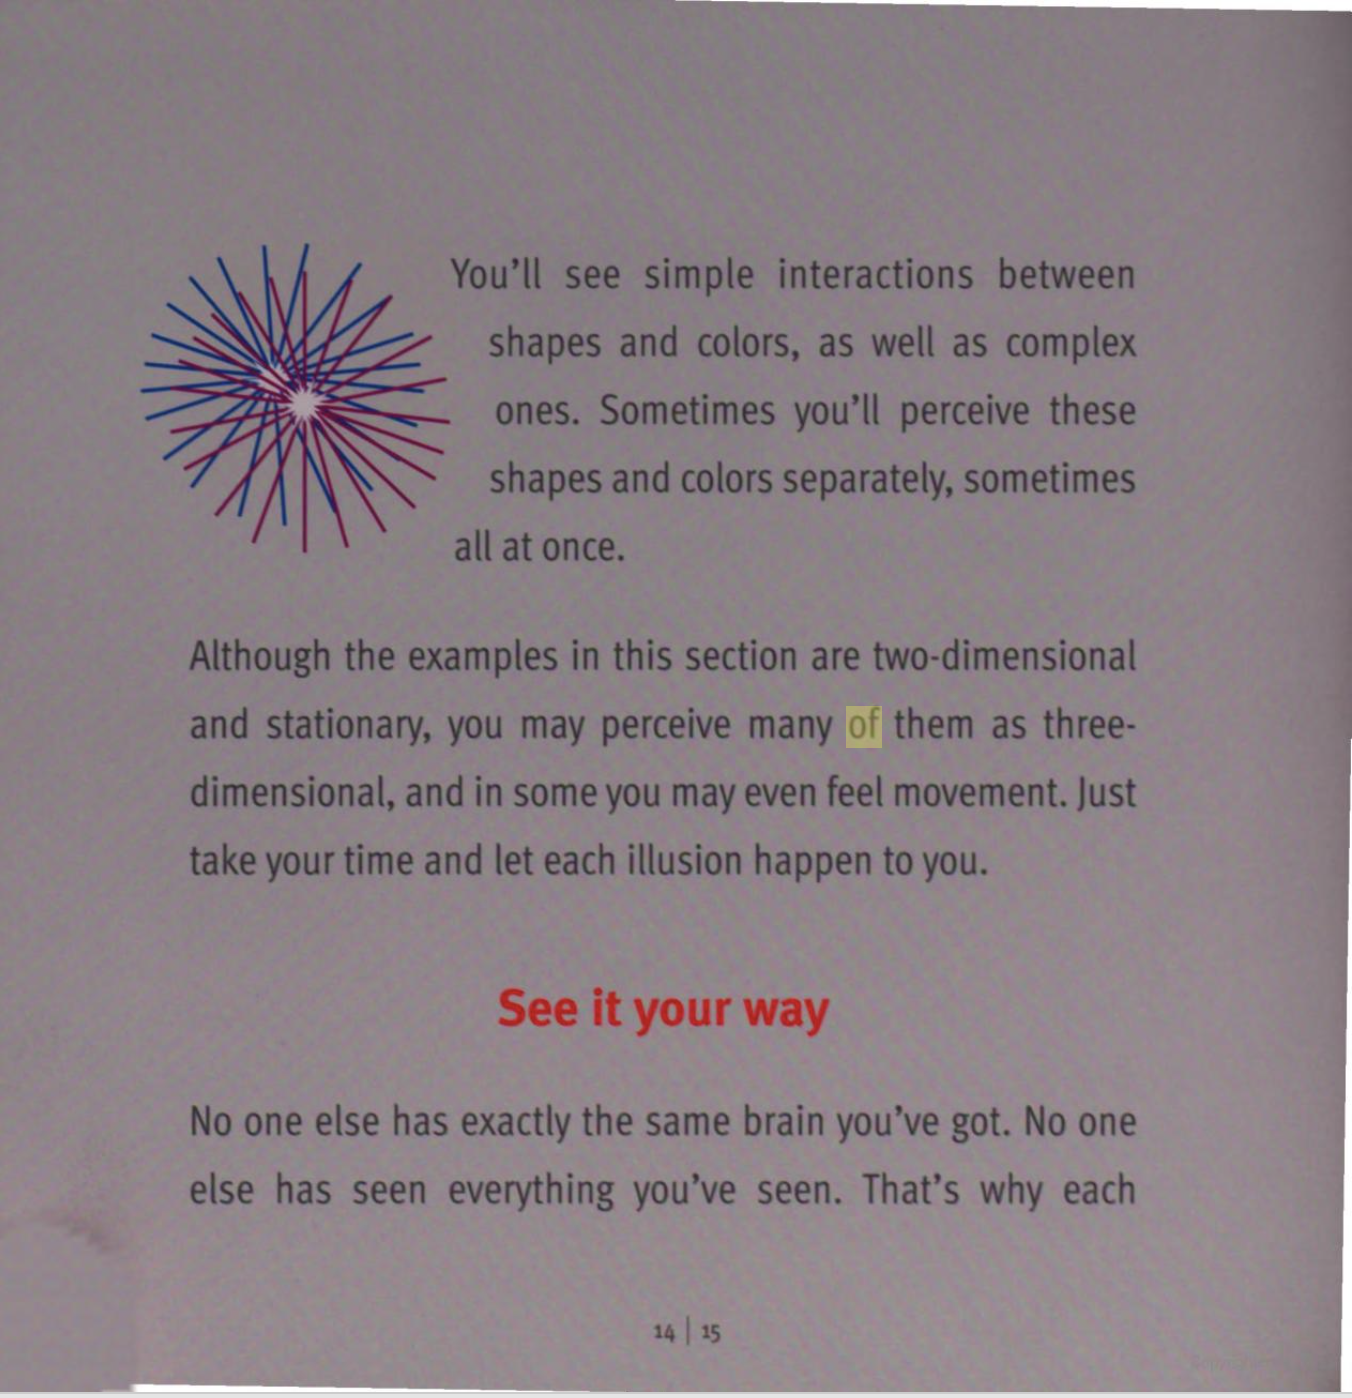 You'll see simple interactions between
shapes and colors, as well as complex
ones. Sometimes you'll perceive these
shapes and colors separately, sometimes
all at once.
Although the examples in this section are two-dimensional
and stationary, you may perceive many of them as three-
dimensional, and in some you may even feel movement. Just
take your time and let each illusion happen to you.
See it your way
No one else has exactly the same brain you've got. No one
else has seen everything you've seen. That's why each
14 | 15